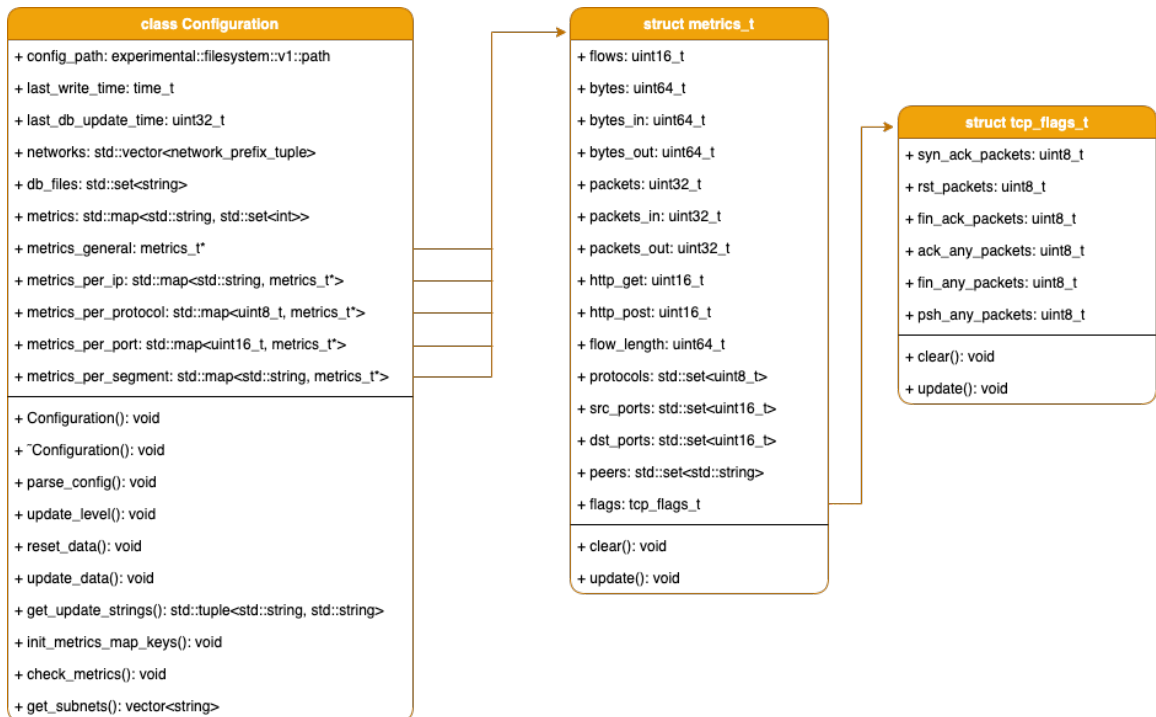 class Configuration
+ config_path: experimental::filesystem::v1::path
+ last_write_time: time_t
+ last_db_update_time: uint32_t
+ networks: std::vector<network_prefix_tuple>
+ db_files: std::set<string>
+ metrics: std::map<std::string, std::set<int>>
+ metrics_general: metrics_t*
+ metrics_per_ip: std::map<std::string, metrics_t*>
+ metrics_per_protocol: std::map<uint8_t, metrics_t*>
+ metrics_per_port: std::map<uint16_t, metrics_t*>
+ metrics_per_segment: std::map<std::string, metrics_t*>
+ Configuration(): void
+ ~Configuration(): void
+ parse_config(): void
+ update_level(): void
+ reset_data(): void
+ update_data(): void
+ get_update_strings(): std::tuple<std::string, std::string>
+ init_metrics_map_keys(): void
+ check_metrics(): void
+ get_subnets(): vector<string>
struct metrics_t
+ flows: uint16_t
+ bytes: uint64_t
+ bytes_in: uint64_t
+ bytes_out: uint64_t
+ packets: uint32_t
+ packets_in: uint32_t
+ packets_out: uint32_t
+ http_get: uint16_t
+ http_post: uint16_t
+ flow_length: uint64_t
+ protocols: std::set<uint8_t>
+ src_ports: std::set<uint16_t>
+ dst_ports: std::set<uint16_t>
+ peers: std::set<std::string>
+ flags: tcp_flags_t
+ clear(): void
+ update(): void
struct tcp_flags_t
+ syn_ack_packets: uint8_t
+ rst_packets: uint8_t
+ fin_ack_packets: uint8_t
+ ack_any_packets: uint8_t
+ fin_any_packets: uint8_t
+ psh_any_packets: uint8_t
+ clear(): void
+ update(): void